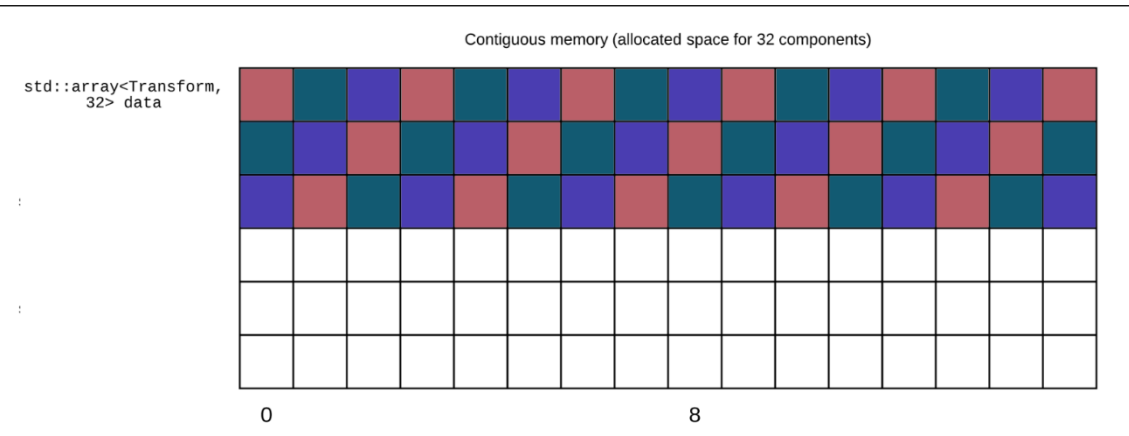 Contiguous memory (allocated space for 32 components)
std::array<Transform,
32> data
0
8